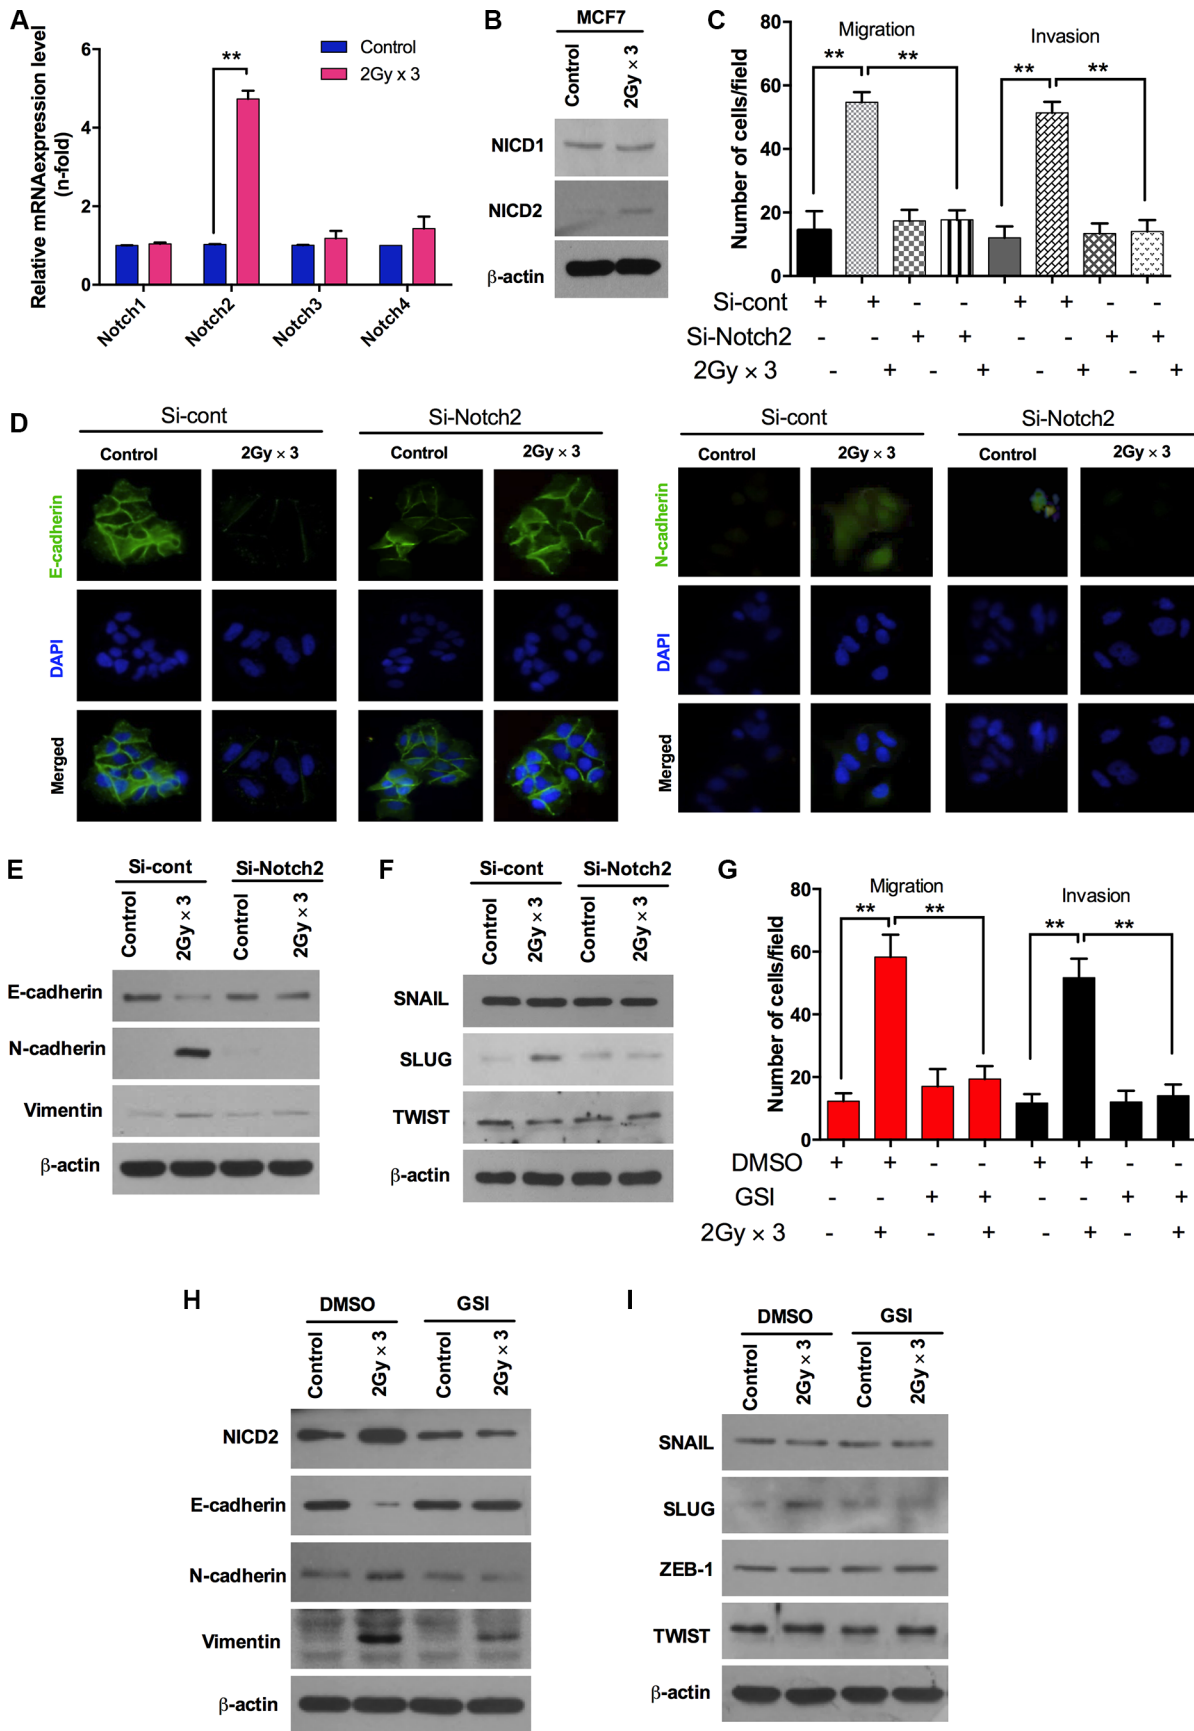 A
Relative mRNAexpression level
(n-fold)
6
4
2
0
**
Control
2Gy x 3
Notch1
Notch2
Notch3
Notch4
B
MCF7
Control
2Gy × 3
NICD1
NICD2
β-actin
C
Number of cells/field
80
60
40
20
0
Migration
Invasion
** ** ** **
Si-cont + + - - + + - -
Si-Notch2 - - + + - - + +
2Gy × 3 - + - + - + - +
D
Si-cont Si-Notch2 Si-cont Si-Notch2
Control 2Gy × 3 Control 2Gy × 3 Control 2Gy × 3 Control 2Gy × 3
E-cadherin
N-cadherin
DAPI
DAPI
Merged
Merged
E
Si-cont Si-Notch2
Control 2Gy × 3 Control 2Gy × 3
E-cadherin
N-cadherin
Vimentin
β-actin
F
Si-cont Si-Notch2
Control 2Gy × 3 Control 2Gy × 3
SNAIL
SLUG
TWIST
β-actin
G
Number of cells/field
80
60
40
20
0
Migration
Invasion
** ** ** **
DMSO + + - - + + - -
GSI - - + + - - + +
2Gy × 3 - + - + - + - +
H
DMSO GSI
Control 2Gy × 3 Control 2Gy × 3
NICD2
E-cadherin
N-cadherin
Vimentin
β-actin
I
DMSO GSI
Control 2Gy × 3 Control 2Gy × 3
SNAIL
SLUG
ZEB-1
TWIST
β-actin